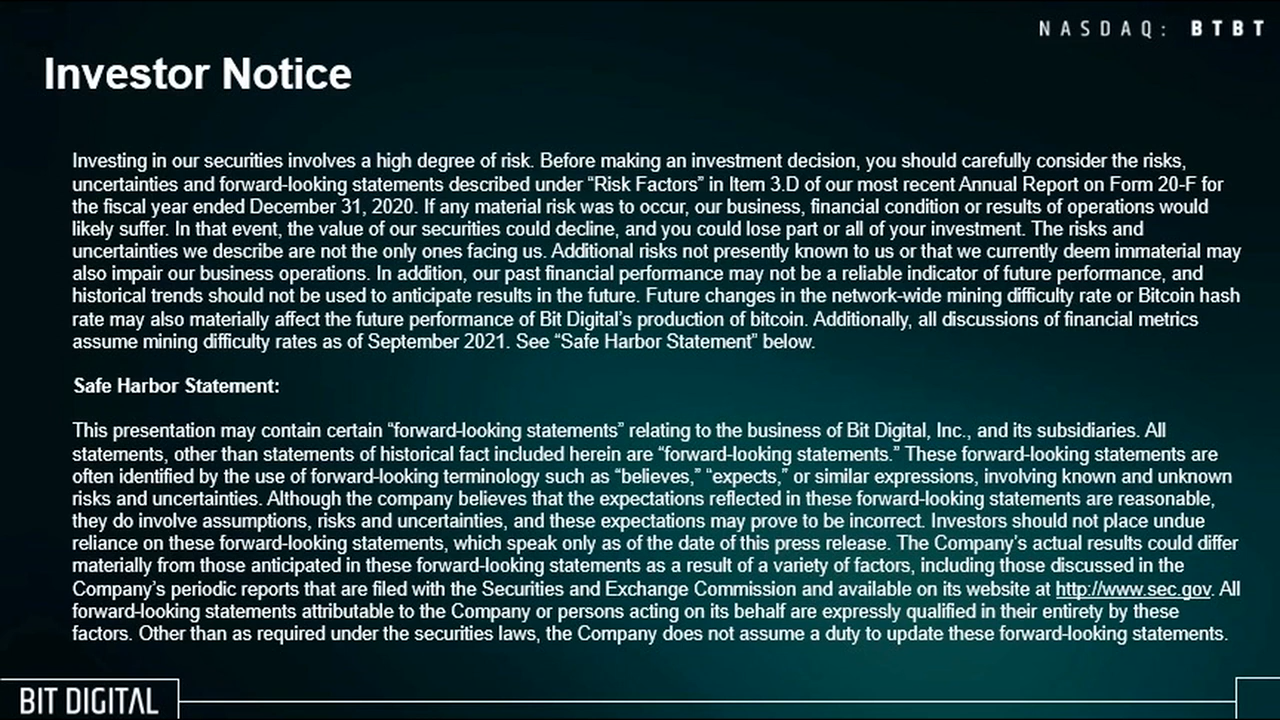 NASDAQ: BTBT
Investor Notice
Investing in our securities involves a high degree of risk. Before making an investment decision, you should carefully consider the risks,
uncertainties and forward-looking statements described under “Risk Factors” in Item 3.D of our most recent Annual Report on Form 20-F for
the fiscal year ended December 31, 2020. If any material risk was to occur, our business, financial condition or results of operations would
likely suffer. In that event, the value of our securities could decline, and you could lose part or all of your investment. The risks and
uncertainties we describe are not the only ones facing us. Additional risks not presently known to us or that we currently deem immaterial may
also impair our business operations. In addition, our past financial performance may not be a reliable indicator of future performance, and
historical trends should not be used to anticipate results in the future. Future changes in the network-wide mining difficulty rate or Bitcoin hash
rate may also materially affect the future performance of Bit Digital’s production of bitcoin. Additionally, all discussions of financial metrics
assume mining difficulty rates as of September 2021. See “Safe Harbor Statement” below.
Safe Harbor Statement:
This presentation may contain certain “forward-looking statements” relating to the business of Bit Digital, Inc., and its subsidiaries. All
statements, other than statements of historical fact included herein are “forward-looking statements.” These forward-looking statements are
often identified by the use of forward-looking terminology such as “believes,” “expects,” or similar expressions, involving known and unknown
risks and uncertainties. Although the company believes that the expectations reflected in these forward-looking statements are reasonable,
they do involve assumptions, risks and uncertainties, and these expectations may prove to be incorrect. Investors should not place undue
reliance on these forward-looking statements, which speak only as of the date of this press release. The Company’s actual results could differ
materially from those anticipated in these forward-looking statements as a result of a variety of factors, including those discussed in the
Company’s periodic reports that are filed with the Securities and Exchange Commission and available on its website at http://www.sec.gov. All
forward-looking statements attributable to the Company or persons acting on its behalf are expressly qualified in their entirety by these
factors. Other than as required under the securities laws, the Company does not assume a duty to update these forward-looking statements.
BIT DIGITAL